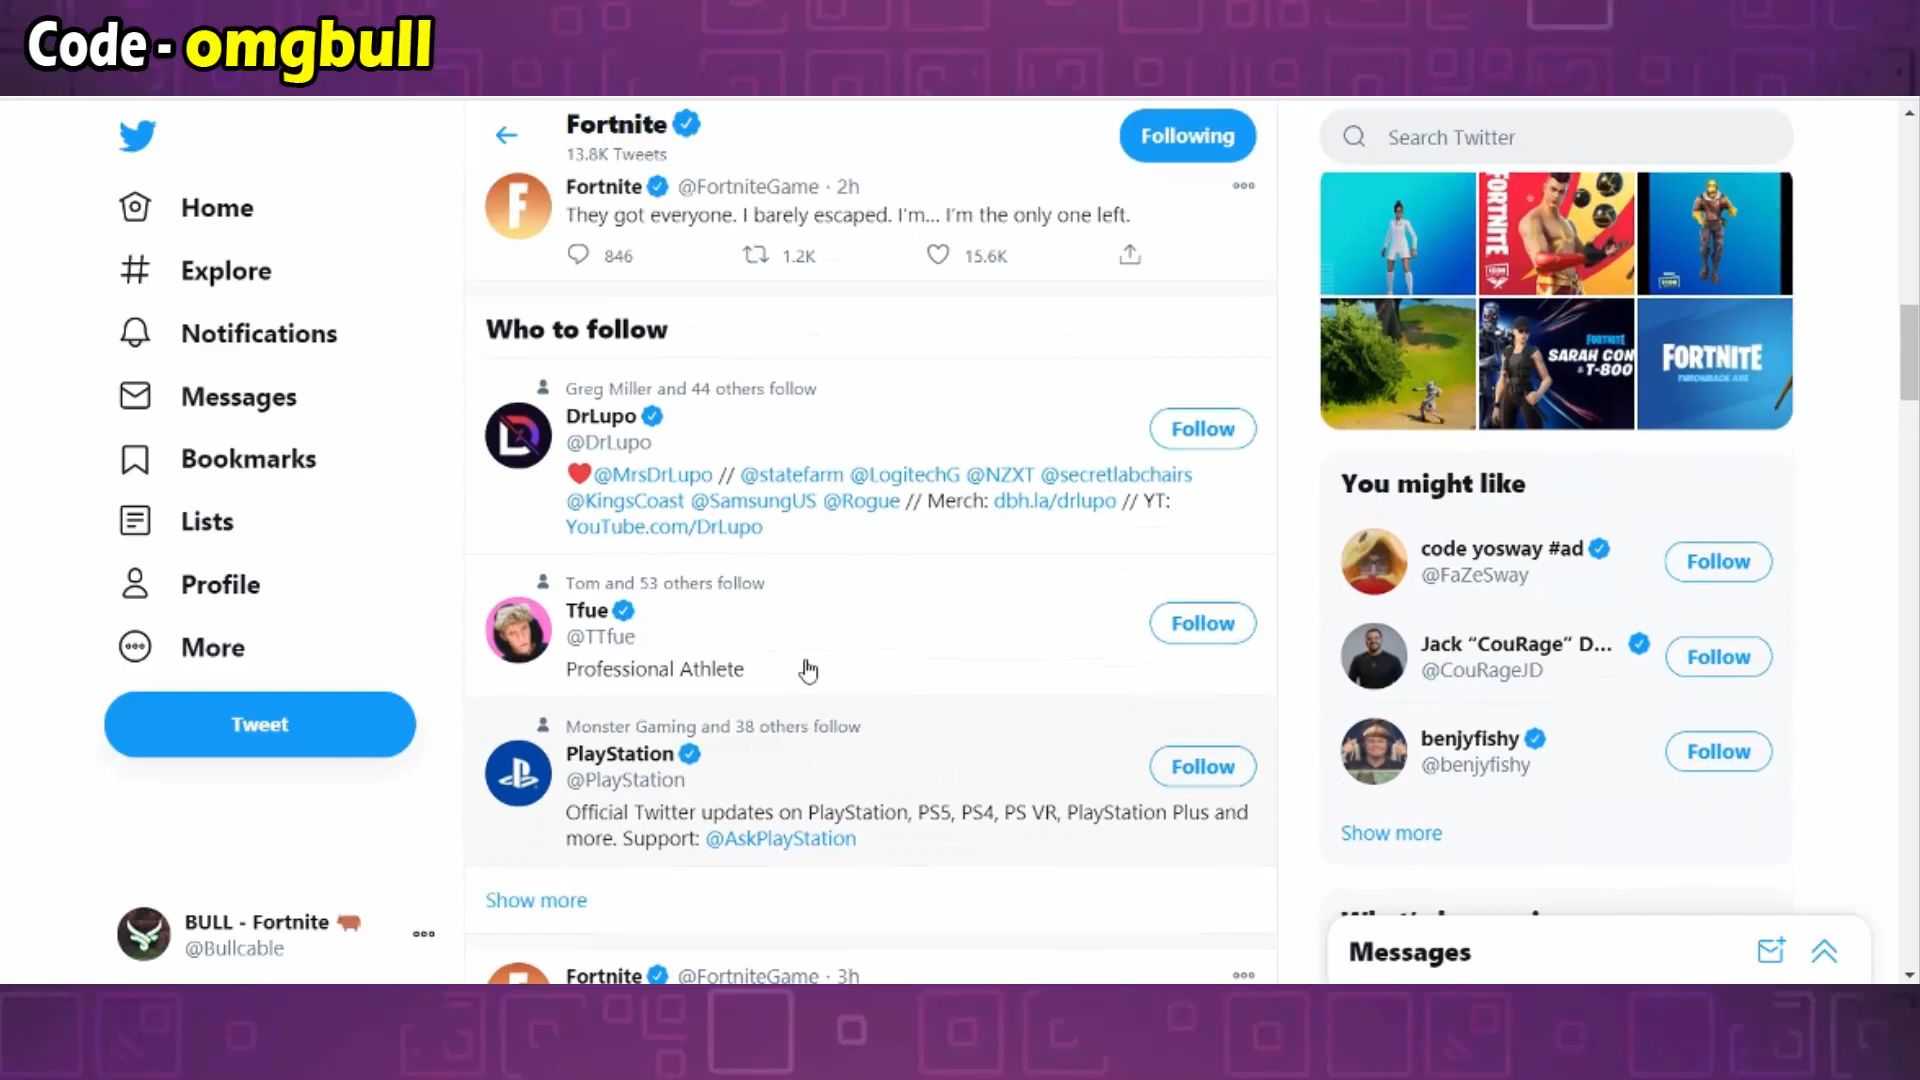 Code - omgbull
Fortnite
13.8K Tweets
Following
Search Twitter
Home
Explore
Notifications
Messages
Bookmarks
Lists
Profile
More
Tweet
BULL - Fortnite
@Bullcable
Fortnite @FortniteGame · 2h
They got everyone. I barely escaped. I'm... I'm the only one left.
846 1.2K 15.6K
Who to follow
Greg Miller and 44 others follow
DrLupo
@DrLupo
Follow
@MrsDrLupo // @statefarm @LogitechG @NZXT @secretlabchairs
@KingsCoast @SamsungUS @Rogue // Merch: dbh.la/drlupo // YT:
YouTube.com/DrLupo
Tom and 53 others follow
Tfue
@TTfue
Follow
Professional Athlete
Monster Gaming and 38 others follow
PlayStation
@PlayStation
Follow
Official Twitter updates on PlayStation, PS5, PS4, PS VR, PlayStation Plus and
more. Support: @AskPlayStation
Show more
Fortnite @FortniteGame · 3h
FORTNITE
FORTNITE
SARAH CON
& T-800
FORTNITE
THROWBACK AXE
You might like
code yosway #ad
@FaZeSway
Follow
Jack “CouRage” D...
@CouRageJD
Follow
benjyfishy
@benjyfishy
Follow
Show more
Messages